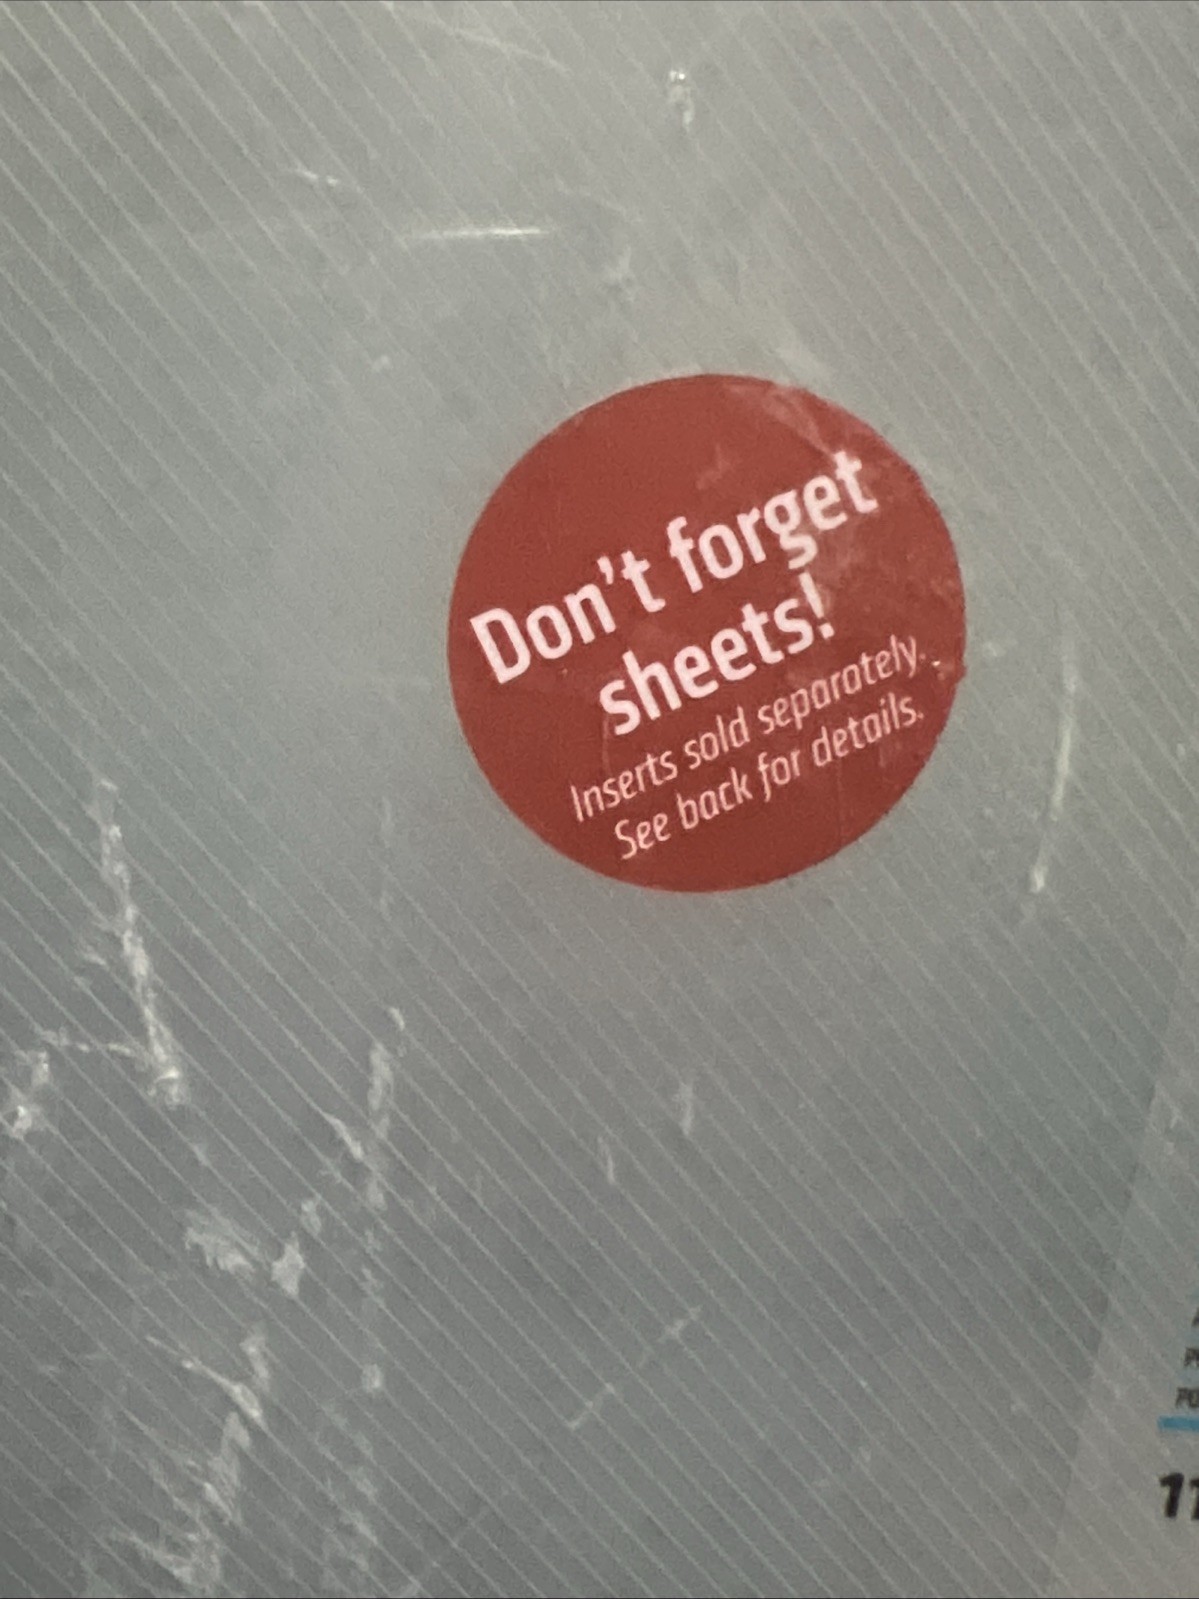 Don't forget
sheets!
Inserts sold separately.
See back for details.